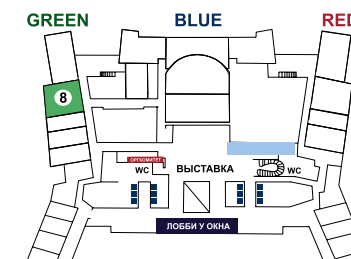 GREEN BLUE RED
8
ОРГКОМИТЕТ
WC ВЫСТАВКА WC
ЛОББИ У ОКНА